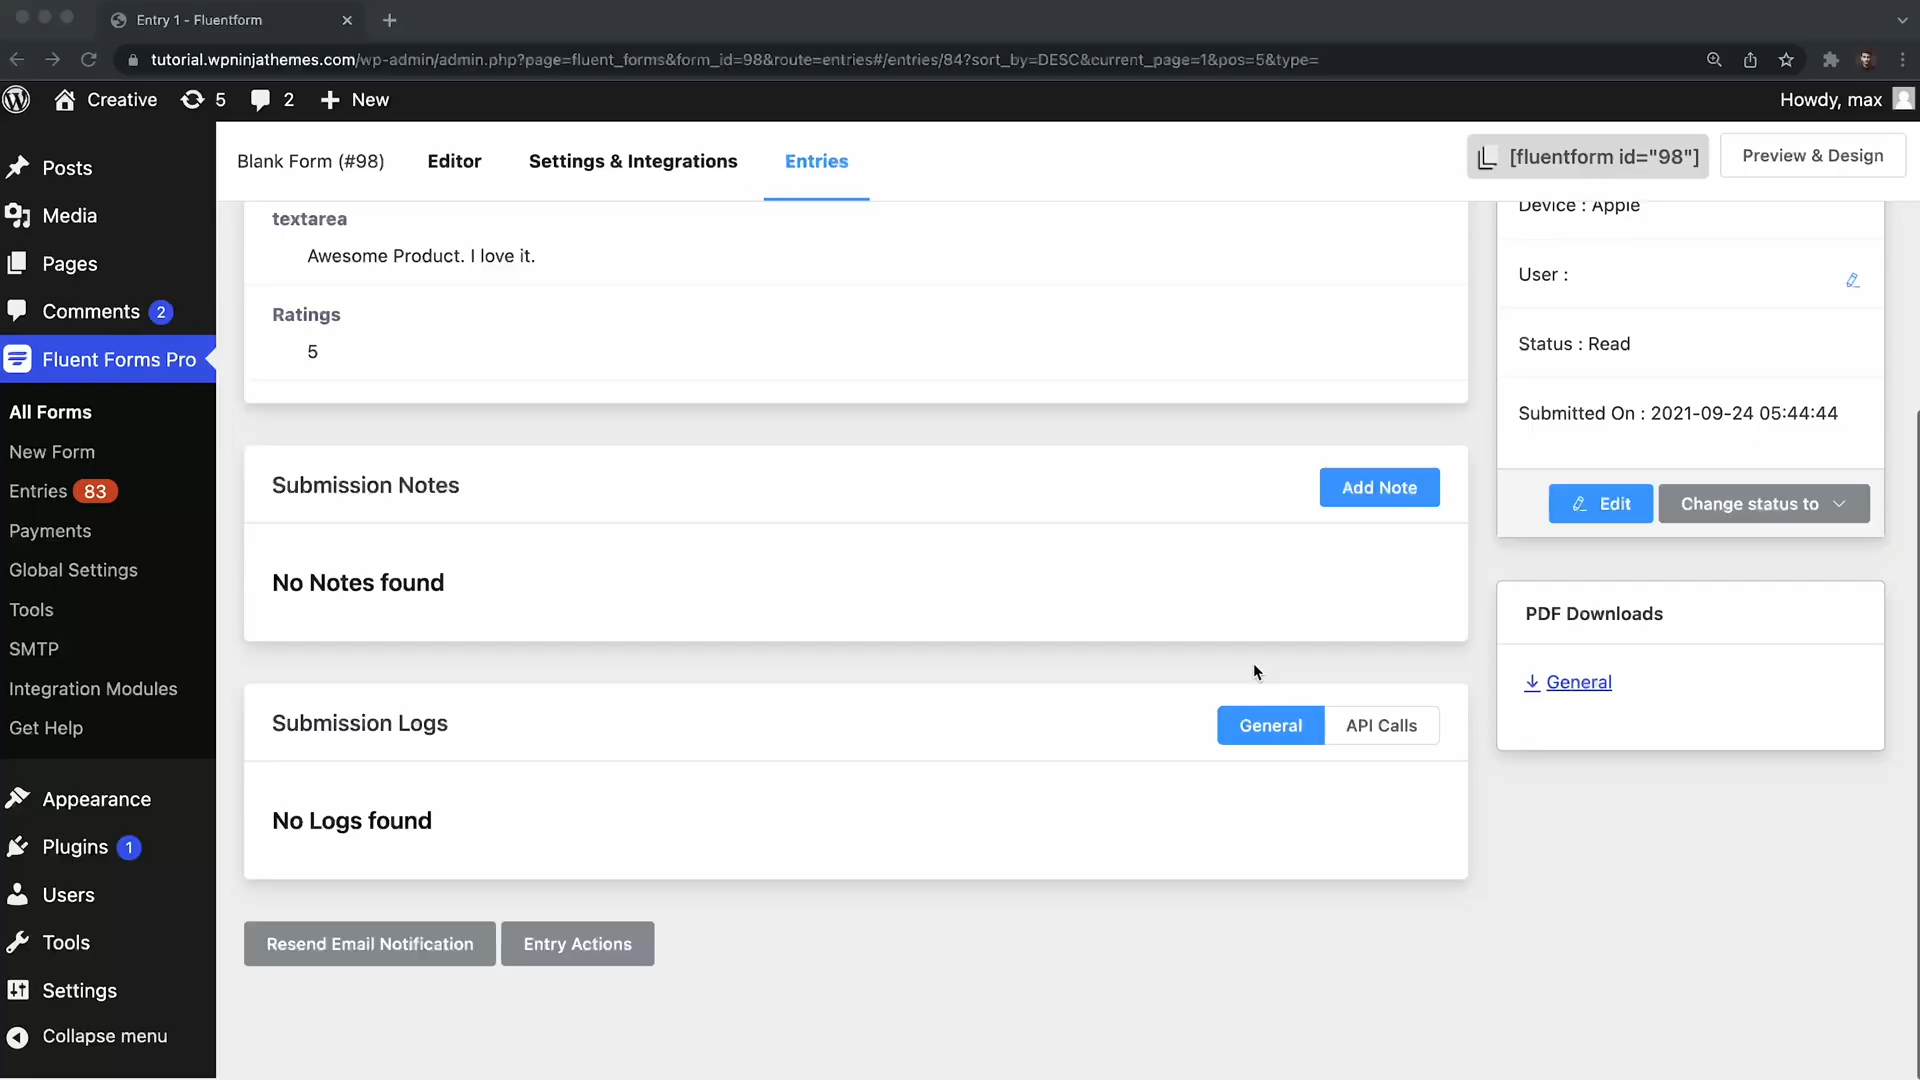 Entry 1 - Fluentform
tutorial.wpninjathemes.com/wp-admin/admin.php?page=fluent_forms&form_id=98&route=entries#/entries/84?sort_by=DESC&current_page=1&pos=5&type=
Creative
5
2
New
Howdy, max
Posts
Media
Pages
Comments 2
Fluent Forms Pro
All Forms
New Form
Entries 83
Payments
Global Settings
Tools
SMTP
Integration Modules
Get Help
Appearance
Plugins 1
Users
Tools
Settings
Collapse menu
Blank Form (#98)
Editor
Settings & Integrations
Entries
[fluentform id="98"]
Preview & Design
textarea
Awesome Product. I love it.
Ratings
5
Submission Notes
Add Note
No Notes found
Submission Logs
General
API Calls
No Logs found
Resend Email Notification
Entry Actions
Device : Apple
User :
Status : Read
Submitted On : 2021-09-24 05:44:44
Edit
Change status to
PDF Downloads
General